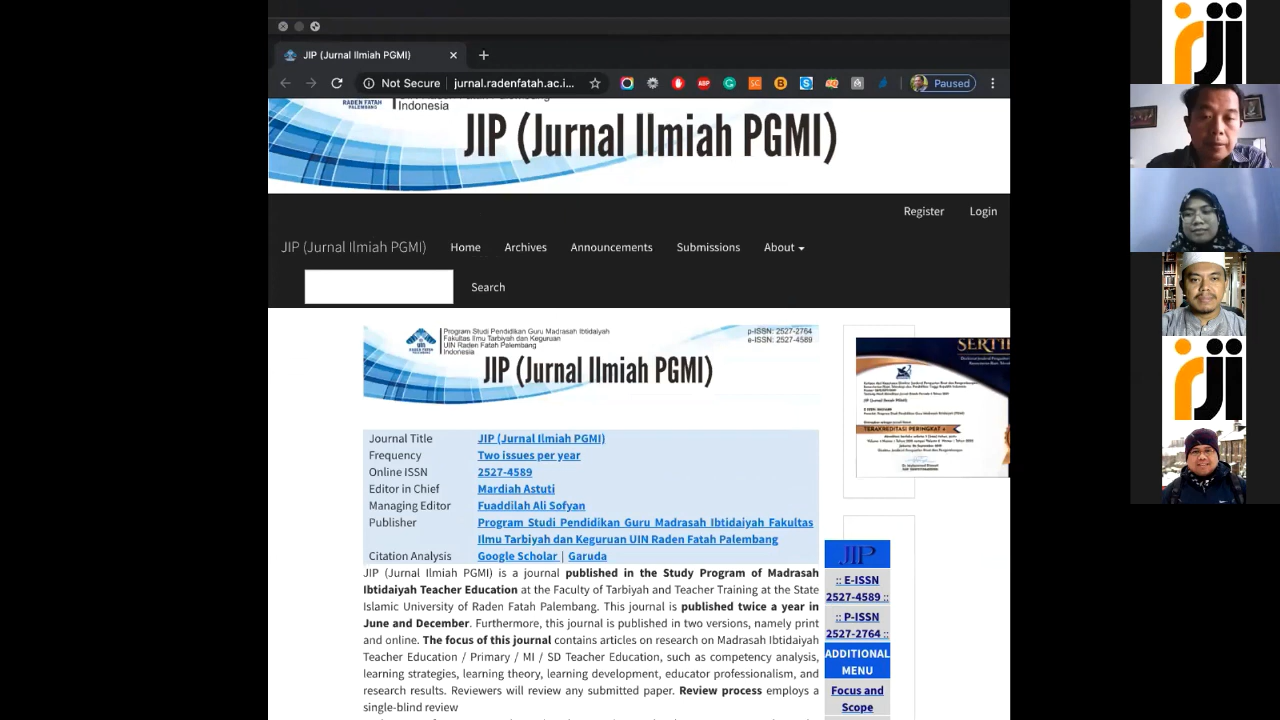 JIP (Jurnal Ilmiah PGMI)
Not Secure
jurnal.radenfatah.ac.i...
ABP
Paused
RADEN FATAH
PALEMBANG
Indonesia
JIP (Jurnal Ilmiah PGMI)
Register
Login
JIP (Jurnal Ilmiah PGMI)
Home
Archives
Announcements
Submissions
About
Search
Program Studi Pendidikan Guru Madrasah Ibtidaiyah
Fakultas Ilmu Tarbiyah dan Keguruan
UIN Raden Fatah Palembang
Indonesia
p-ISSN: 2527-2764
e-ISSN: 2527-4589
JIP (Jurnal Ilmiah PGMI)
SERTIF
TERAKREDITASI PERINGKAT 4
Journal Title JIP (Jurnal Ilmiah PGMI)
Frequency Two issues per year
Online ISSN 2527-4589
Editor in Chief Mardiah Astuti
Managing Editor Fuaddilah Ali Sofyan
Publisher Program Studi Pendidikan Guru Madrasah Ibtidaiyah Fakultas
Ilmu Tarbiyah dan Keguruan UIN Raden Fatah Palembang
Citation Analysis Google Scholar | Garuda
JIP (Jurnal Ilmiah PGMI) is a journal published in the Study Program of Madrasah
Ibtidaiyah Teacher Education at the Faculty of Tarbiyah and Teacher Training at the State
Islamic University of Raden Fatah Palembang. This journal is published twice a year in
June and December. Furthermore, this journal is published in two versions, namely print
and online. The focus of this journal contains articles on research on Madrasah Ibtidaiyah
Teacher Education / Primary / MI / SD Teacher Education, such as competency analysis,
learning strategies, learning theory, learning development, educator professionalism, and
research results. Reviewers will review any submitted paper. Review process employs a
single-blind review
JIP
:: E-ISSN
2527-4589 ::
:: P-ISSN
2527-2764 ::
ADDITIONAL
MENU
Focus and
Scope
rji
rji